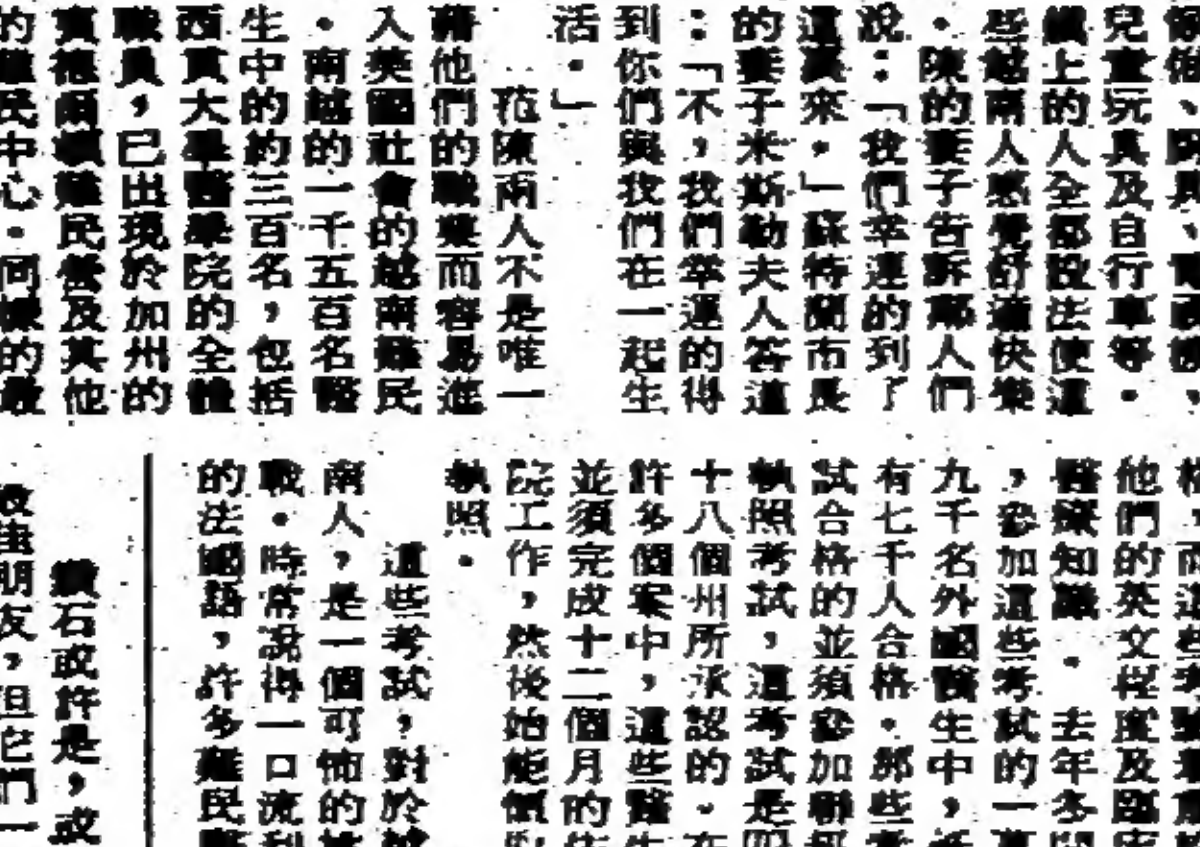 兒童玩具及自行車等。
鎮上的人全都設法使這
些越南人感覺舒適快樂
。陳的妻子告訴鄰人們
說：「我們幸運的到了
這裏來。」蘇特蘭市長
的妻子米斯勒夫人答道
：「不，我們幸運的得
到你們與我們在一起生
活。」
范陳兩人不是唯一
藉他們的職業而容易進
入美國社會的越南難民
。南越的一千五百名醫
生中的約三百名，包括
西貢大學醫學院的全體
職員，已出現於加州的
難民營及其他
的難民中心。同樣的
他們的英文程度及臨床
醫療知識。去年多
，參加這些考試的一萬
九千名外國醫生中，
有七千人合格。那些考
試合格的並須參加聯邦
執照考試，這考試是四
十八個州所承認的。在
許多個案中，這些醫生
並須完成十二個月的住
院工作，然後始能領到
執照。
這些考試，對於越
南人，是一個可怖的挑
戰。時常說得一口流利
的法國語，許多難民醫
鑽石或許是，或
朋友，但它們一